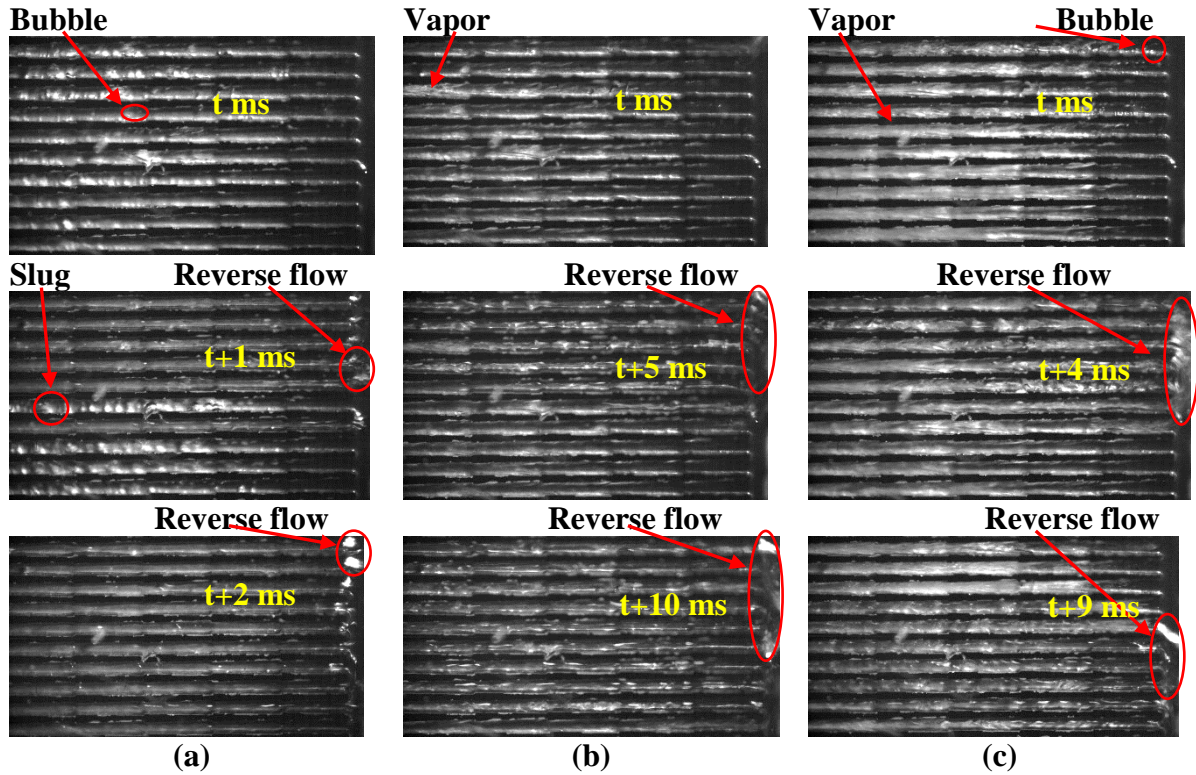 Bubble
Vapor
Vapor Bubble
t ms
t ms
t ms
Slug Reverse flow
Reverse flow
Reverse flow
t+1 ms
t+5 ms
t+4 ms
Reverse flow
Reverse flow
Reverse flow
t+2 ms
t+10 ms
t+9 ms
(a)
(b)
(c)